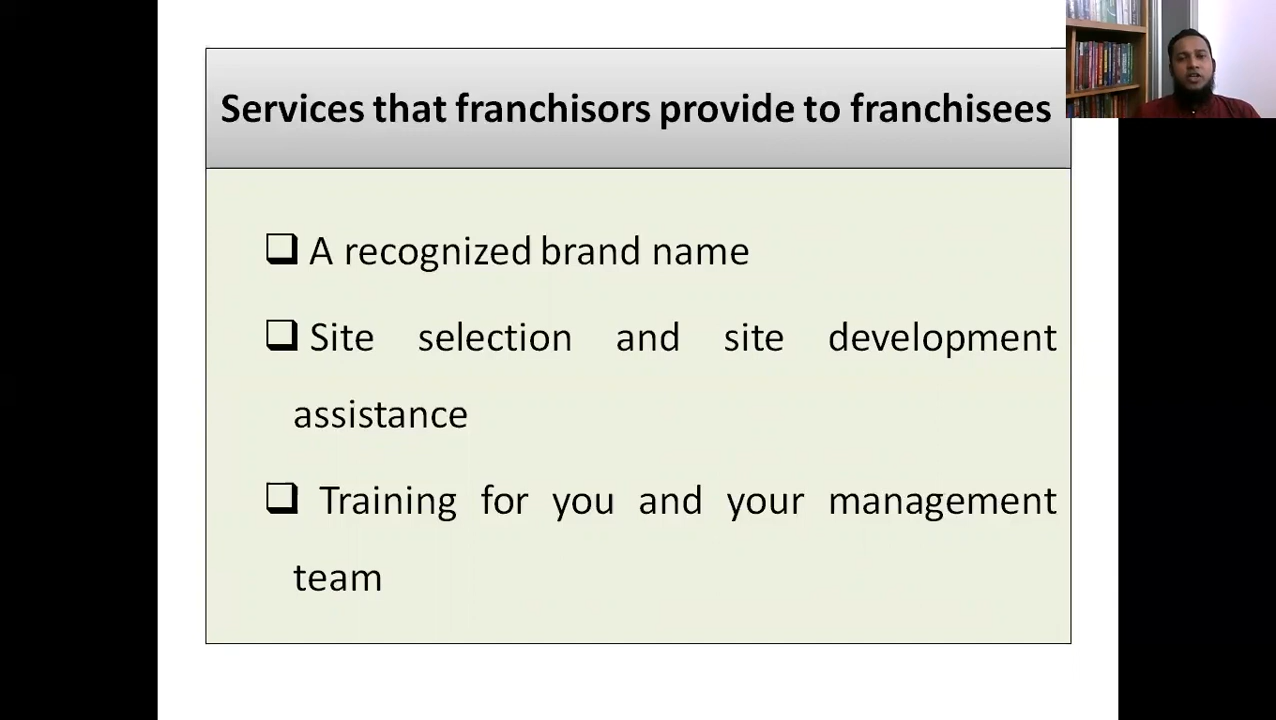 Services that franchisors provide to franchisees
❑ A recognized brand name
❑ Site selection and site development
assistance
❑ Training for you and your management
team